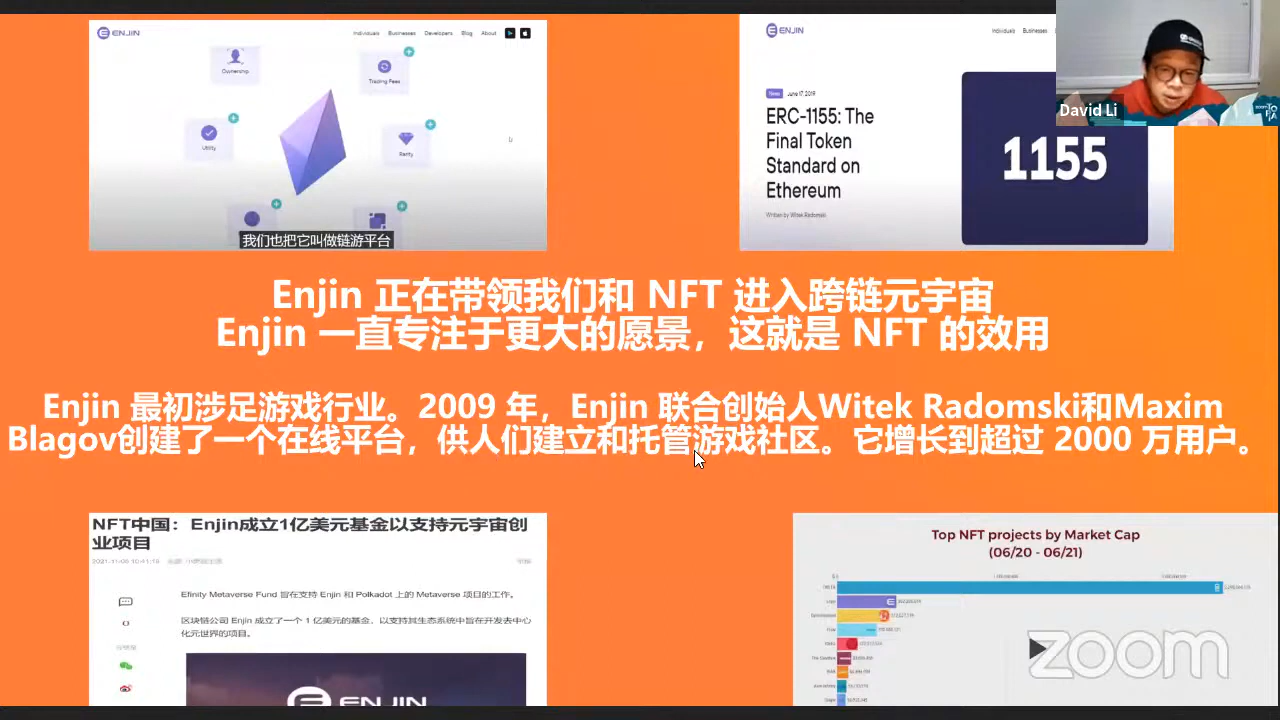 ENJIN
Individuals Businesses Developers Blog About
Ownership
Trading Fees
Utility
Rarity
我们也把它叫做链游平台
ENJIN
Individuals Businesses
News June 17, 2019
ERC-1155: The
Final Token
Standard on
Ethereum
Written by Witek Radomski
1155
David Li
Enjin 正在带领我们和 NFT 进入跨链元宇宙
Enjin 一直专注于更大的愿景，这就是 NFT 的效用
Enjin 最初涉足游戏行业。2009 年，Enjin 联合创始人Witek Radomski和Maxim
Blagov创建了一个在线平台，供人们建立和托管游戏社区。它增长到超过 2000 万用户。
NFT中国：Enjin成立1亿美元基金以支持元宇宙创
业项目
Efinity Metaverse Fund 旨在支持 Enjin 和 Polkadot 上的 Metaverse 项目的工作。
区块链公司 Enjin 成立了一个 1 亿美元的基金，以支持其生态系统中旨在开发去中心
化元世界的项目。
ENJIN
Top NFT projects by Market Cap
(06/20 - 06/21)
zoom